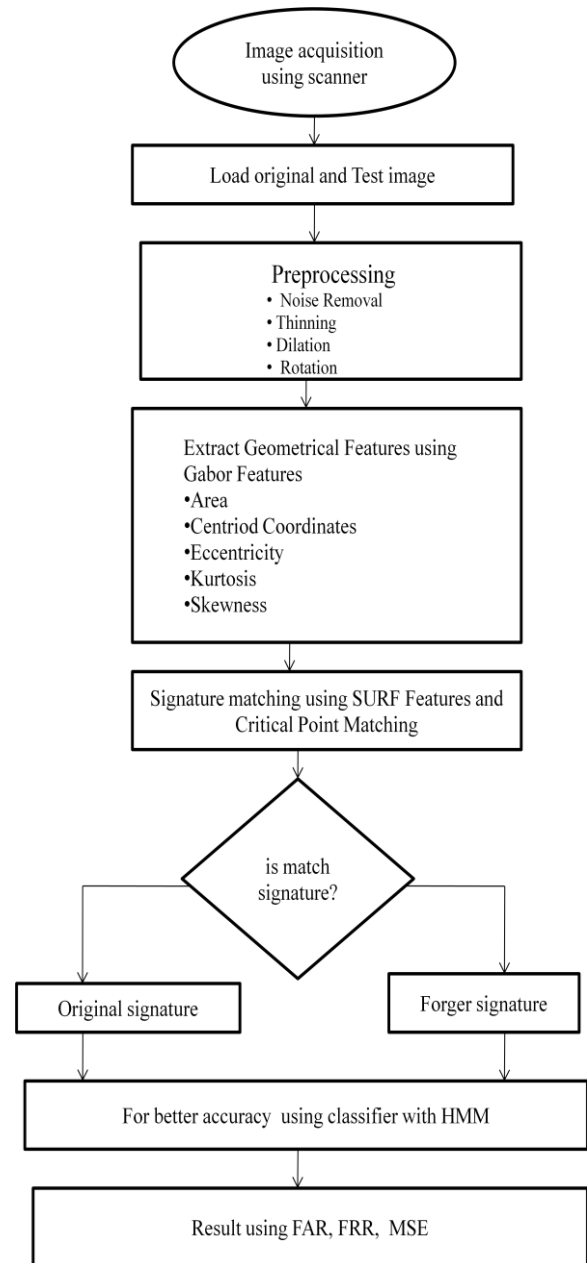 Image acquisition
using scanner
Load original and Test image
Preprocessing
• Noise Removal
• Thinning
• Dilation
• Rotation
Extract Geometrical Features using
Gabor Features
•Area
•Centriod Coordinates
•Eccentricity
•Kurtosis
•Skewness
Signature matching using SURF Features and
Critical Point Matching
is match
signature?
Original signature
Forger signature
For better accuracy using classifier with HMM
Result using FAR, FRR, MSE